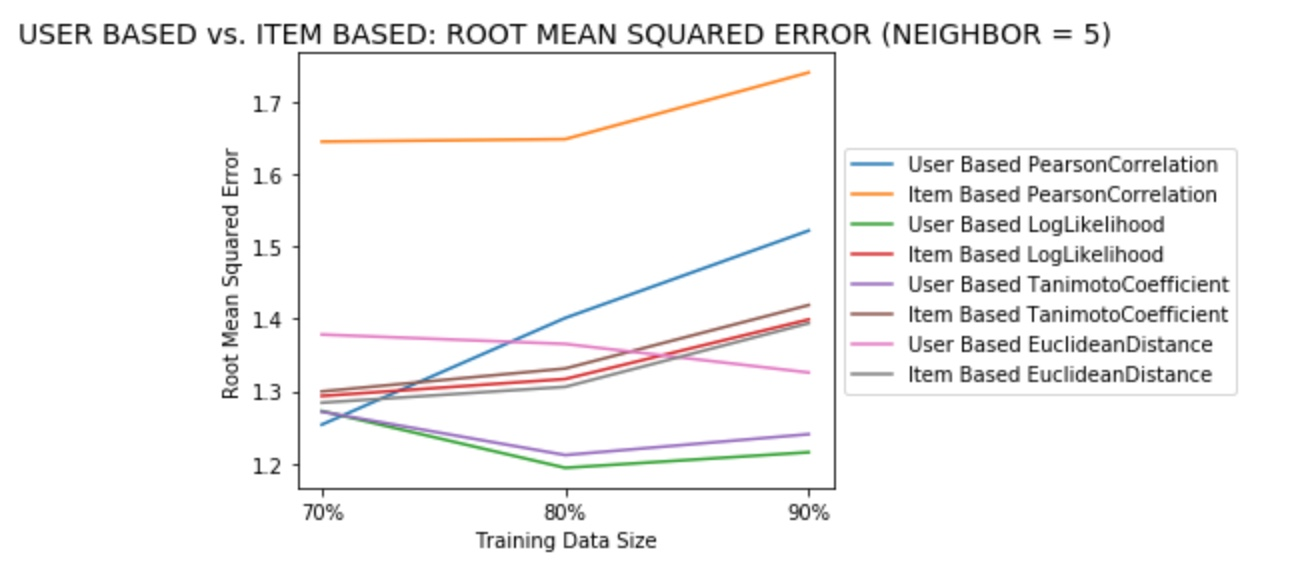 USER BASED vs. ITEM BASED: ROOT MEAN SQUARED ERROR (NEIGHBOR = 5)
Root Mean Squared Error
1.7
1.6
1.5
1.4
1.3
1.2
70%
80%
90%
Training Data Size
User Based PearsonCorrelation
Item Based PearsonCorrelation
User Based LogLikelihood
Item Based LogLikelihood
User Based TanimotoCoefficient
Item Based TanimotoCoefficient
User Based EuclideanDistance
Item Based EuclideanDistance